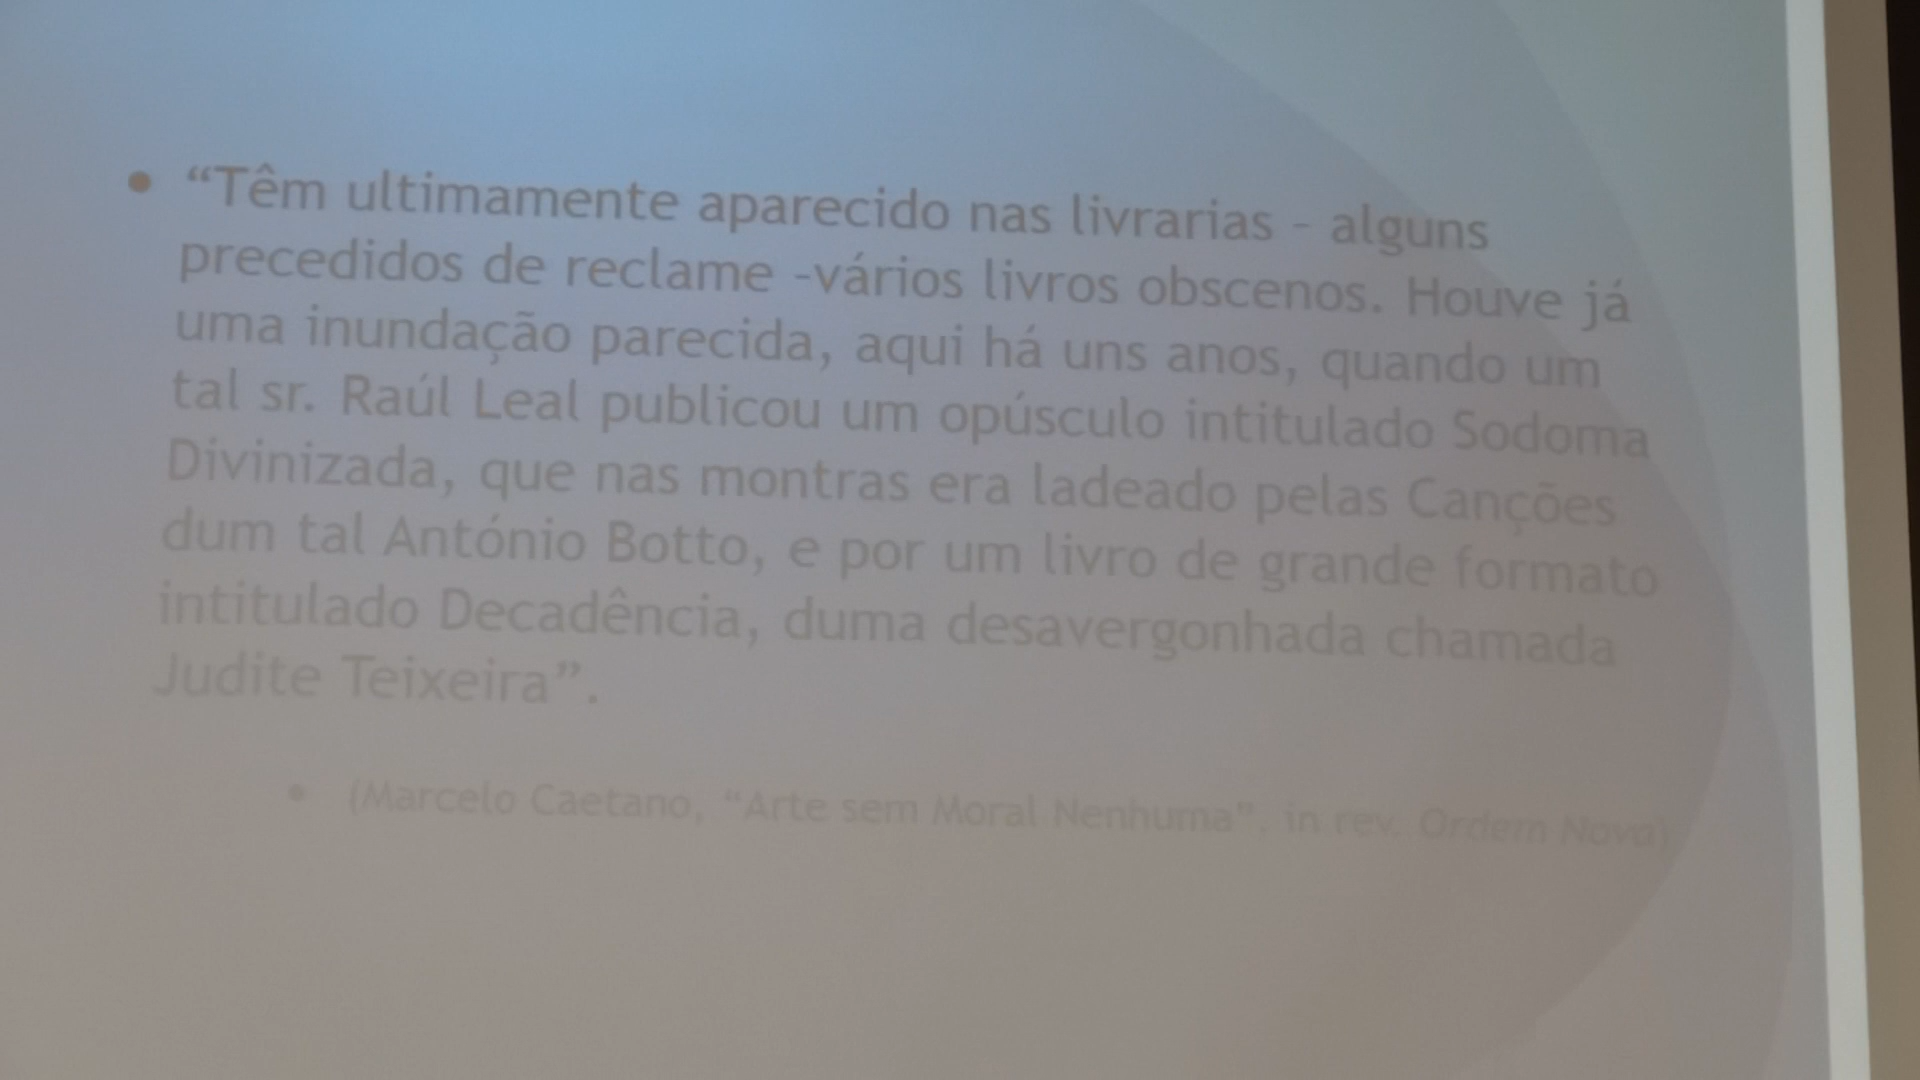 • “Têm ultimamente aparecido nas livrarias - alguns
precedidos de reclame -vários livros obscenos. Houve já
uma inundação parecida, aqui há uns anos, quando um
tal sr. Raúl Leal publicou um opúsculo intitulado Sodoma
Divinizada, que nas montras era ladeado pelas Canções
dum tal António Botto, e por um livro de grande formato
intitulado Decadência, duma desavergonhada chamada
Judite Teixeira”.
• (Marcelo Caetano, “Arte sem Moral Nenhuma”, in rev. Ordem Nova)